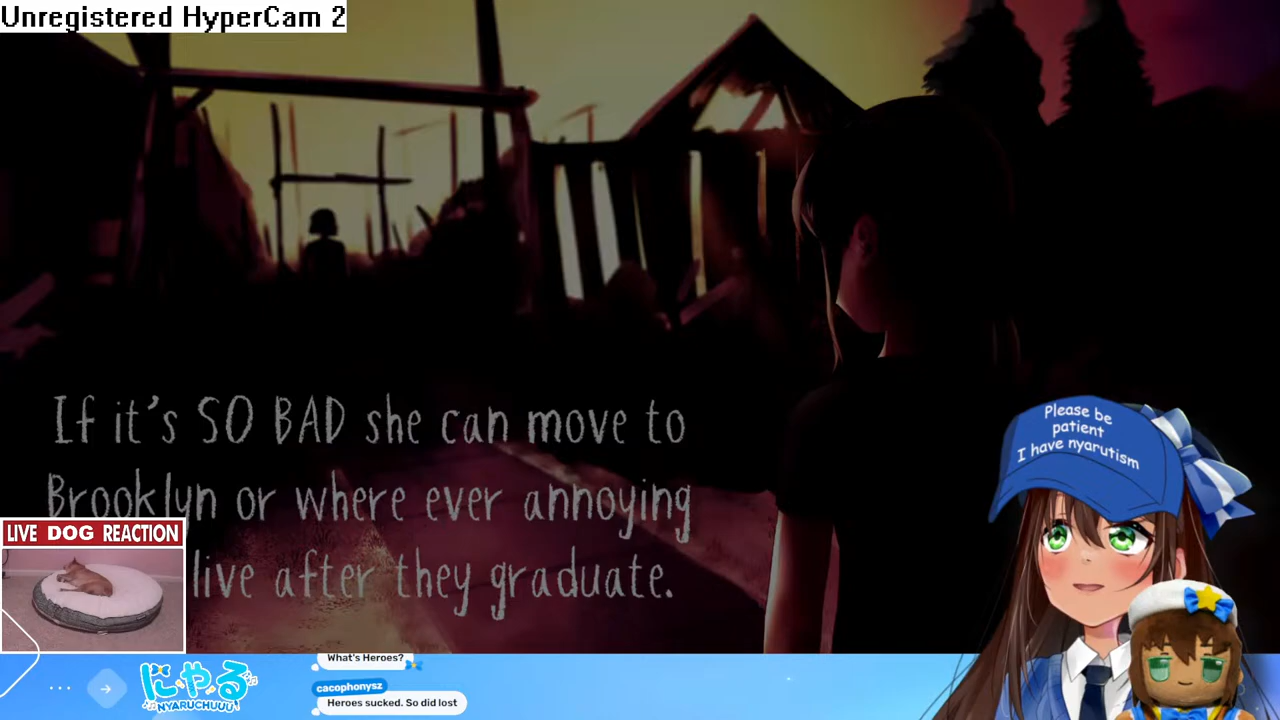 Unregistered HyperCam 2
If it's SO BAD she can move to
Brooklyn or where ever annoying
live after they graduate.
Please be
patient
I have nyarutism
LIVE DOG REACTION
にゃる
NYARUCHUUU
What's Heroes?
cacophonysz
Heroes sucked. So did lost